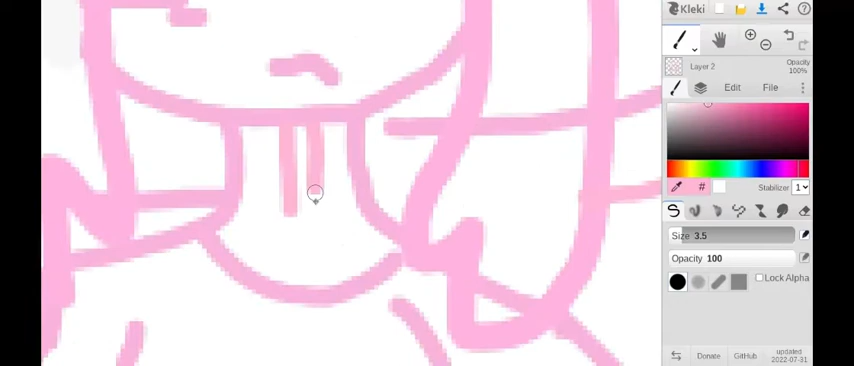 Kleki
Layer 2
Opacity
100%
Edit
File
#
Stabilizer 1
Size 3.5
Opacity 100
Lock Alpha
Donate
GitHub
updated
2022-07-31